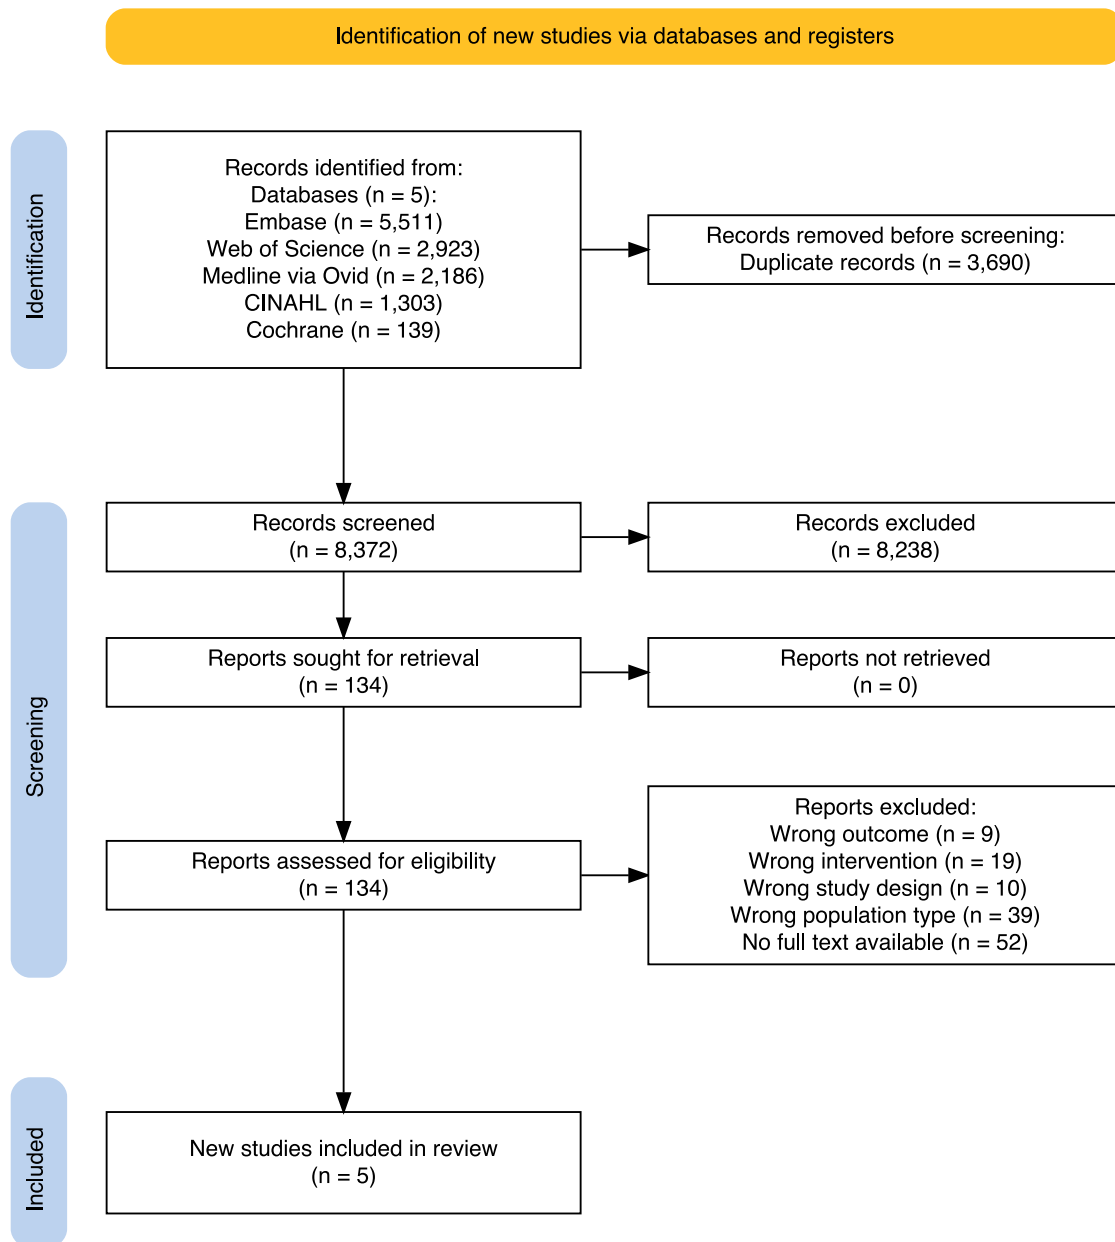 Identification of new studies via databases and registers
Identification
Records identified from:
Databases (n = 5):
Embase (n = 5,511)
Web of Science (n = 2,923)
Medline via Ovid (n = 2,186)
CINAHL (n = 1,303)
Cochrane (n = 139)
Records removed before screening:
Duplicate records (n = 3,690)
Screening
Records screened
(n = 8,372)
Records excluded
(n = 8,238)
Reports sought for retrieval
(n = 134)
Reports not retrieved
(n = 0)
Reports assessed for eligibility
(n = 134)
Reports excluded:
Wrong outcome (n = 9)
Wrong intervention (n = 19)
Wrong study design (n = 10)
Wrong population type (n = 39)
No full text available (n = 52)
Included
New studies included in review
(n = 5)